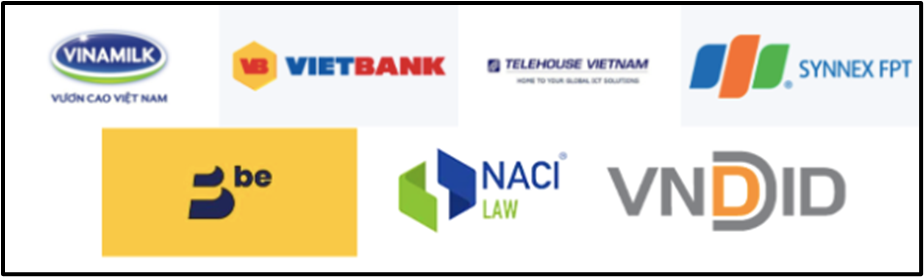 VINAMILK
VƯƠN CAO VIỆT NAM
VB VIETBANK
TELEHOUSE VIETNAM
HOME TO YOUR GLOBAL ICT SOLUTIONS
SYNNEX FPT ®
be
NACI ®
LAW
VNDDID